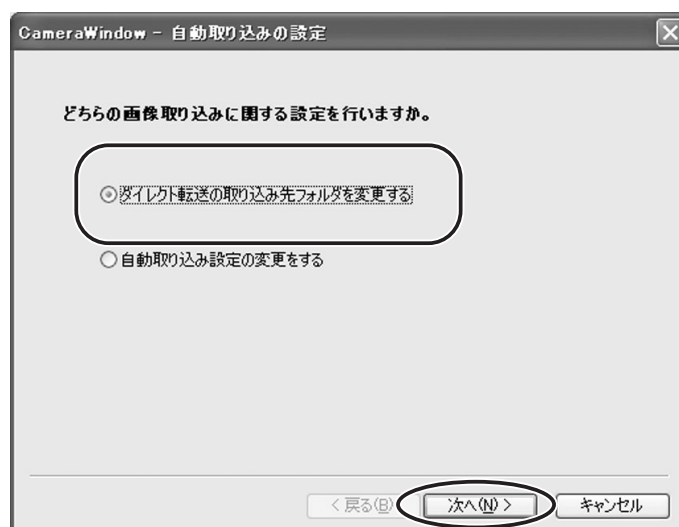 CameraWindow - 自動取り込みの設定
どちらの画像取り込みに関する設定を行いますか。
ダイレクト転送の取り込み先フォルダを変更する
自動取り込み設定の変更をする
< 戻る(B) 次へ(N) > キャンセル